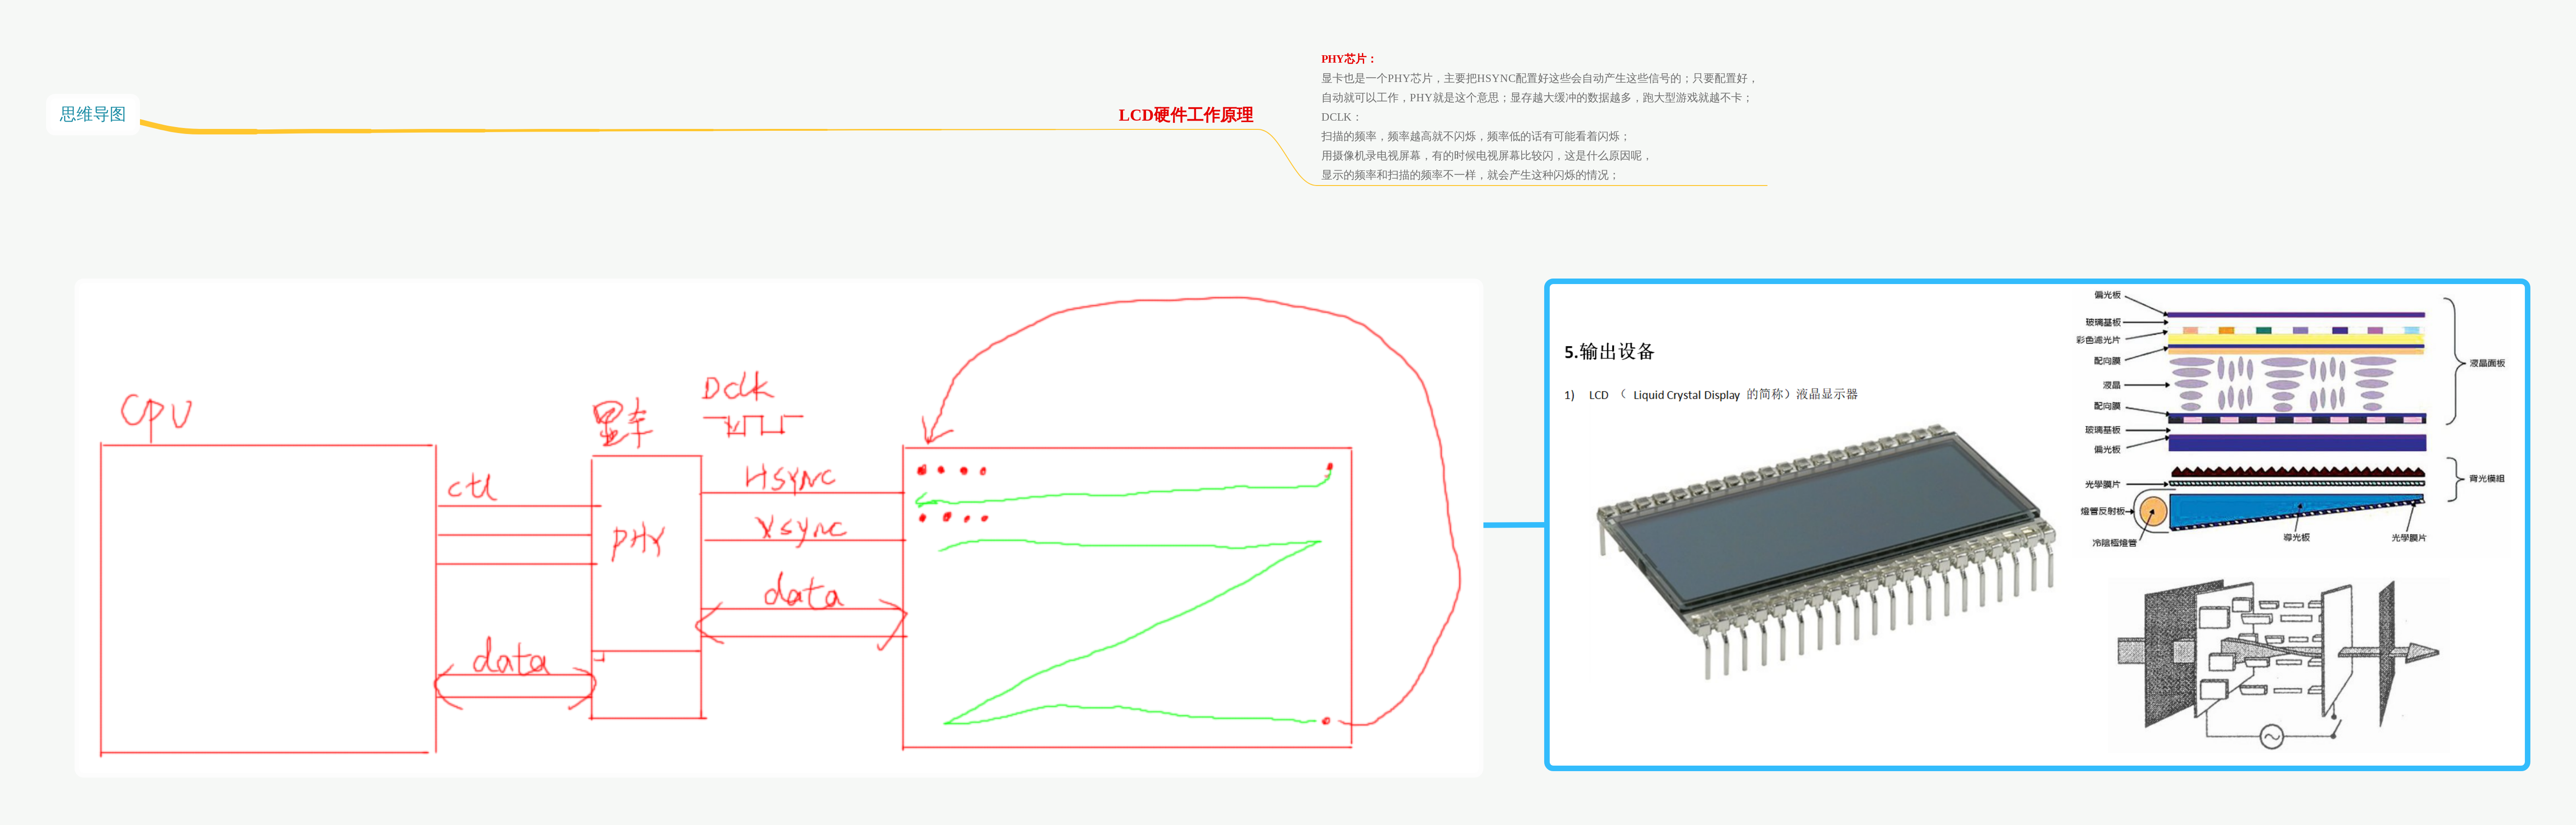 思维导图
LCD硬件工作原理
PHY芯片：
显卡也是一个PHY芯片，主要把HSYNC配置好这些会自动产生这些信号的；只要配置好，
自动就可以工作，PHY就是这个意思；显存越大缓冲的数据越多，跑大型游戏就越不卡；
DCLK：
扫描的频率，频率越高就不闪烁，频率低的话有可能看着闪烁；
用摄像机录电视屏幕，有的时候电视屏幕比较闪，这是什么原因呢，
显示的频率和扫描的频率不一样，就会产生这种闪烁的情况；
CPU
显卡
Dclk
ctl
PHY
HSYNC
VSYNC
data
data
5.输出设备
1) LCD （ Liquid Crystal Display 的简称）液晶显示器
偏光板
玻璃基板
彩色滤光片
配向膜
液晶
配向膜
玻璃基板
偏光板
液晶面板
光學膜片
背光模組
燈管反射板
冷陰極燈管
導光板
光學膜片